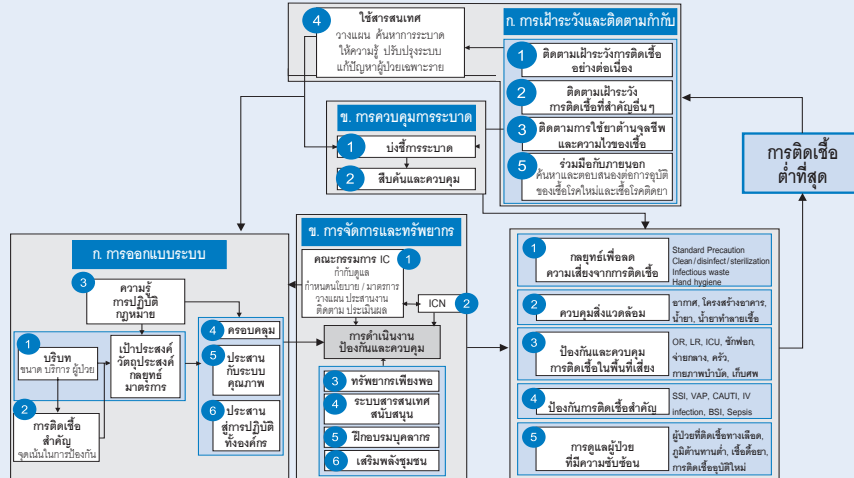 4
ใช้สารสนเทศ
วางแผน ค้นหาการระบาด
ให้ความรู้ ปรับปรุงระบบ
แก้ปัญหาผู้ป่วยเฉพาะราย
ก. การเฝ้าระวังและติดตามกำกับ
1
ติดตามเฝ้าระวังการติดเชื้อ
อย่างต่อเนื่อง
2
ติดตามเฝ้าระวัง
การติดเชื้อที่สำคัญอื่นๆ
3
ติดตามการใช้ยาต้านจุลชีพ
และความไวของเชื้อ
5
ร่วมมือกับภายนอก
ค้นหาและตอบสนองต่อการอุบัติ
ของเชื้อโรคใหม่และเชื้อโรคติดยา
ข. การควบคุมการระบาด
1
บ่งชี้การระบาด
2
สืบค้นและควบคุม
การติดเชื้อ
ต่ำที่สุด
ก. การออกแบบระบบ
3
ความรู้
การปฏิบัติ
กฎหมาย
1
บริบท
ขนาด บริการ ผู้ป่วย
2
การติดเชื้อ
สำคัญ
จุดเน้นในการป้องกัน
เป้าประสงค์
วัตถุประสงค์
กลยุทธ์
มาตรการ
4
ครอบคลุม
5
ประสาน
กับระบบ
คุณภาพ
6
ประสาน
สู่การปฏิบัติ
ทั้งองค์กร
ข. การจัดการและทรัพยากร
คณะกรรมการ IC
1
กำกับดูแล
กำหนดนโยบาย / มาตรการ
วางแผน ประสานงาน
ติดตาม ประเมินผล
ICN
2
การดำเนินงาน
ป้องกันและควบคุม
3
ทรัพยากรเพียงพอ
4
ระบบสารสนเทศ
สนับสนุน
5
ฝึกอบรมบุคลากร
6
เสริมพลังชุมชน
1
กลยุทธ์เพื่อลด
ความเสี่ยงจากการติดเชื้อ
Standard Precaution
Clean / disinfect / sterilization
Infectious waste
Hand hygiene
2
ควบคุมสิ่งแวดล้อม
อากาศ, โครงสร้างอาคาร,
น้ำยา, น้ำยาทำลายเชื้อ
3
ป้องกันและควบคุม
การติดเชื้อในพื้นที่เสี่ยง
OR, LR, ICU, ซักฟอก,
จ่ายกลาง, ครัว,
กายภาพบำบัด, เก็บศพ
4
ป้องกันการติดเชื้อสำคัญ
SSI, VAP, CAUTI, IV
infection, BSI, Sepsis
5
การดูแลผู้ป่วย
ที่มีความซับซ้อน
ผู้ป่วยที่ติดเชื้อทางเลือด,
ภูมิต้านทานต่ำ, เชื้อดื้อยา,
การติดเชื้ออุบัติใหม่